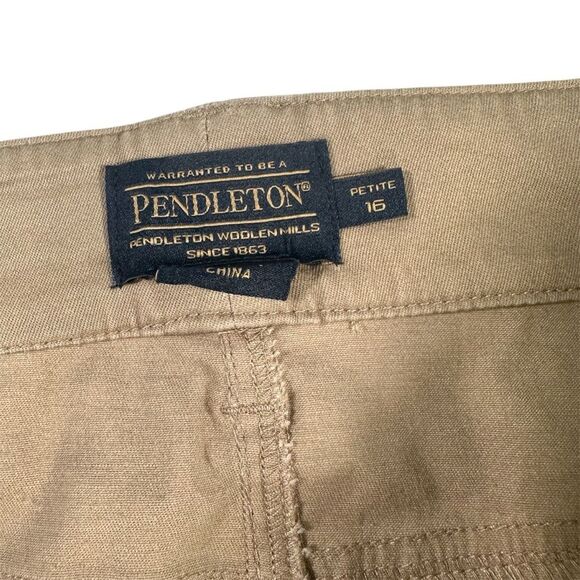 WARRANTED TO BE A
PENDLETON®
PENDLETON WOOLEN MILLS
SINCE 1863
CHINA
PETITE
16